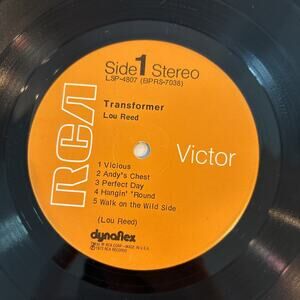 Side 1 Stereo
LSP-4807 (BPRS-7038)
Transformer
Lou Reed
RCA
Victor
1 Vicious
2 Andy's Chest
3 Perfect Day
4 Hangin' 'Round
5 Walk on the Wild Side
(Lou Reed)
dynaflex